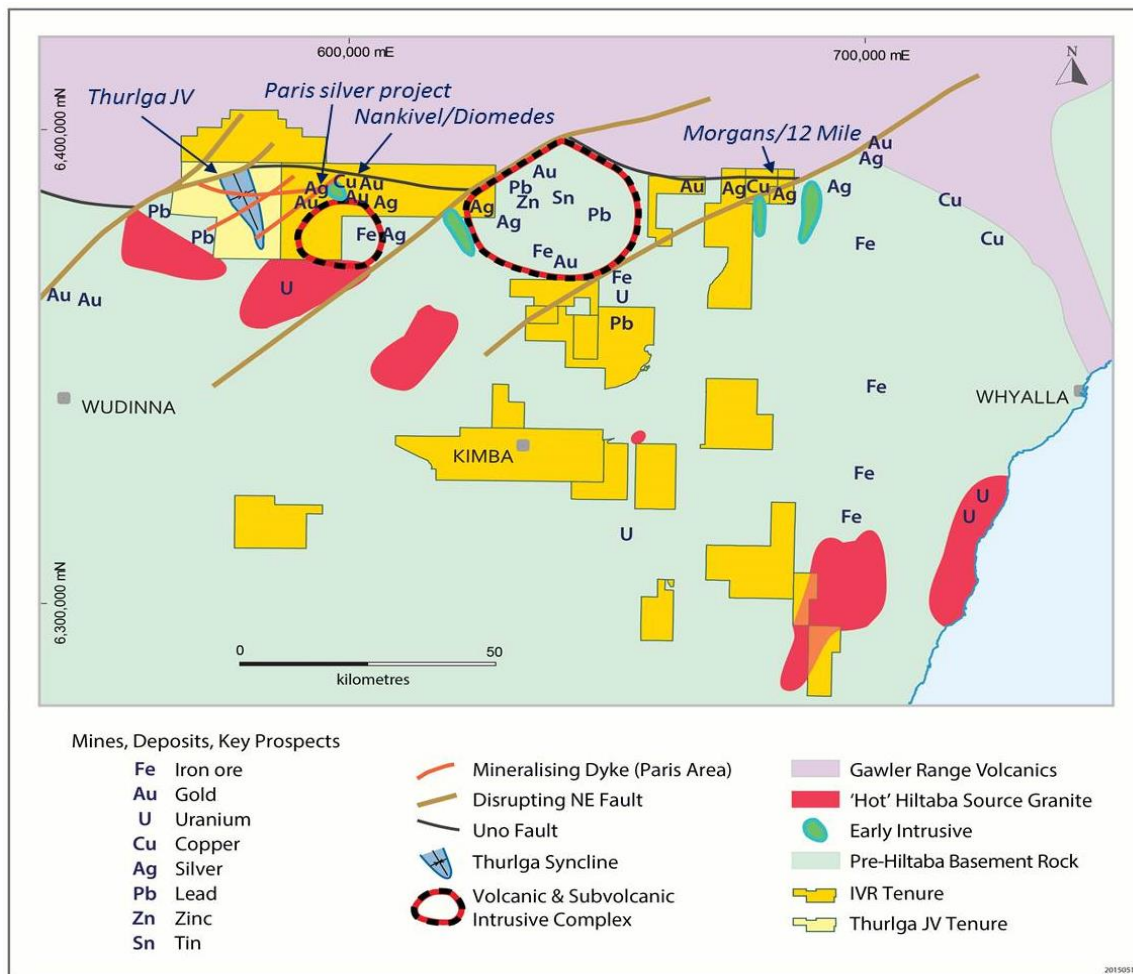 600,000 mE
700,000 mE
N
Thurlga JV
Paris silver project
Nankivel/Diomedes
Morgans/12 Mile
6,400,000 mN
Au
Ag
Au
Pb
Sn
Zn
Pb
Ag
Ag
Fe
Au
Ag
Cu
Au
Au
Au
Ag
Fe
Ag
Pb
Pb
Au
Ag
Cu
Ag
Ag
Cu
Cu
Fe
U
Au
Au
Fe
U
Pb
WUDINNA
Fe
WHYALLA
KIMBA
Fe
U
U
Fe
U
6,300,000 mN
0
50
kilometres
Mines, Deposits, Key Prospects
Fe Iron ore
Au Gold
U Uranium
Cu Copper
Ag Silver
Pb Lead
Zn Zinc
Sn Tin
Mineralising Dyke (Paris Area)
Disrupting NE Fault
Uno Fault
Thurlga Syncline
Volcanic & Subvolcanic
Intrusive Complex
Gawler Range Volcanics
'Hot' Hiltaba Source Granite
Early Intrusive
Pre-Hiltaba Basement Rock
IVR Tenure
Thurlga JV Tenure